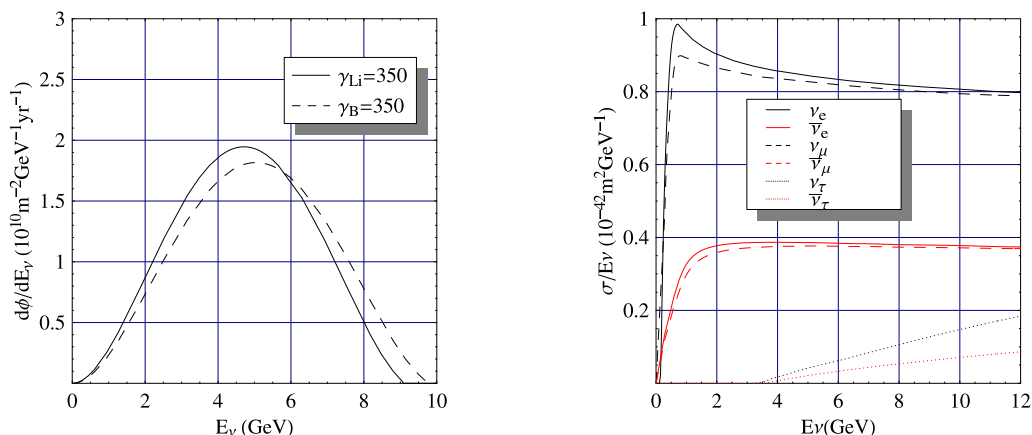 3
2.5
2
1.5
1
0.5
0 2 4 6 8 10
dϕ/dEν (10¹⁰m⁻²GeV⁻¹yr⁻¹)
Eν (GeV)
γLi=350
γB=350
1
0.8
0.6
0.4
0.2
0 2 4 6 8 10 12
σ/Eν (10⁻⁴²m²GeV⁻¹)
Eν(GeV)
νe
ν̅e
νμ
ν̅μ
ντ
ν̅τ